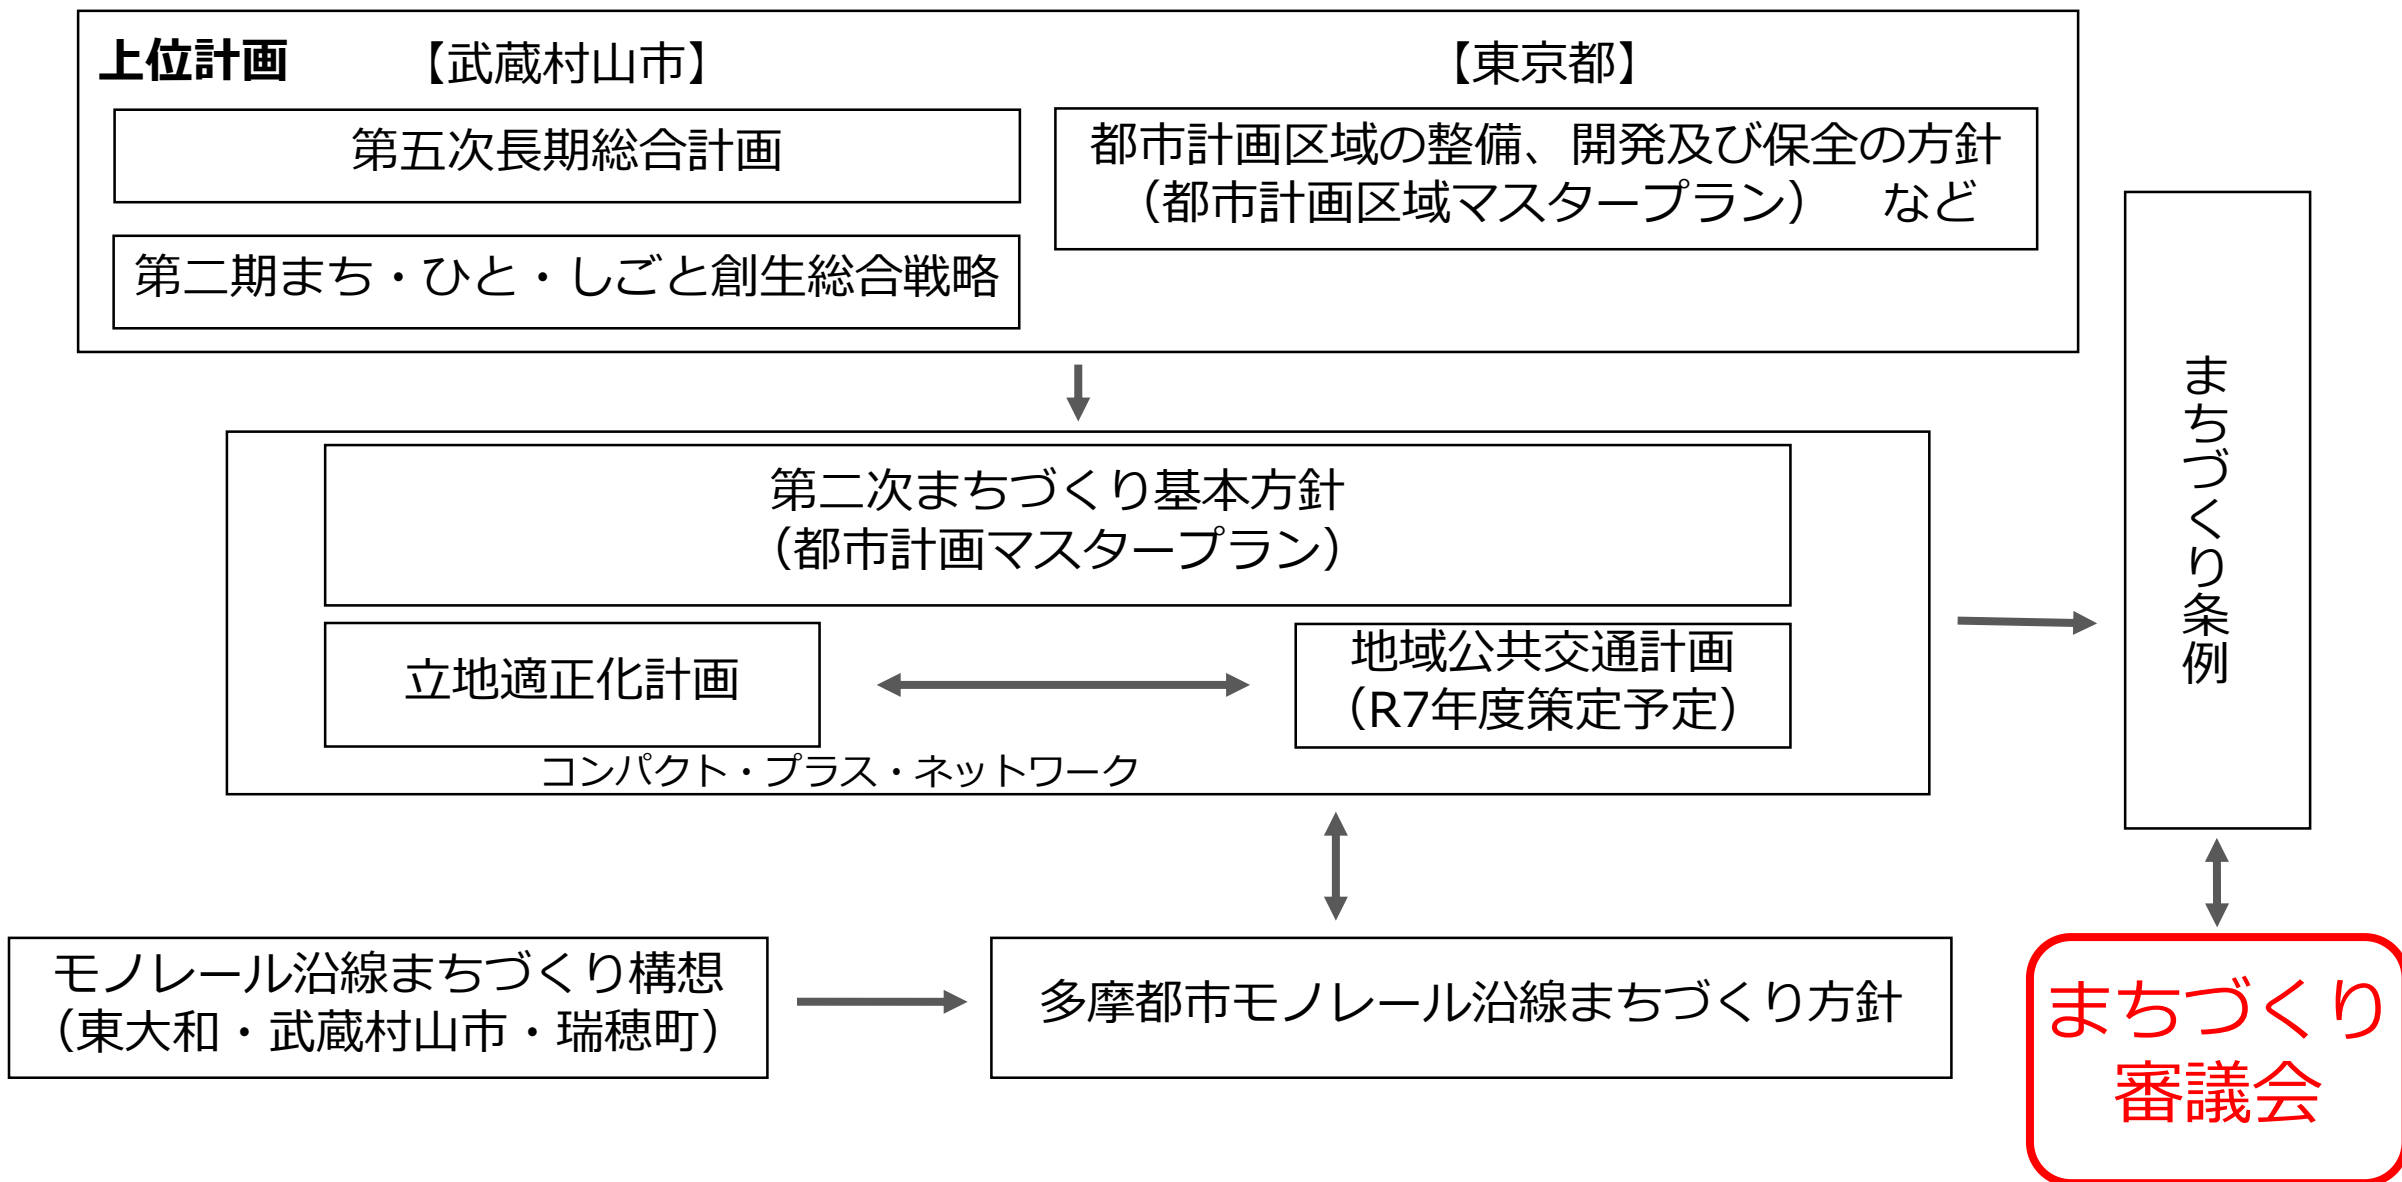 上位計画
【武蔵村山市】
【東京都】
第五次長期総合計画
都市計画区域の整備、開発及び保全の方針
（都市計画区域マスタープラン）　など
第二期まち・ひと・しごと創生総合戦略
まちづくり条例
第二次まちづくり基本方針
（都市計画マスタープラン）
立地適正化計画
地域公共交通計画
（R7年度策定予定）
コンパクト・プラス・ネットワーク
モノレール沿線まちづくり構想
（東大和・武蔵村山市・瑞穂町）
多摩都市モノレール沿線まちづくり方針
まちづくり
審議会